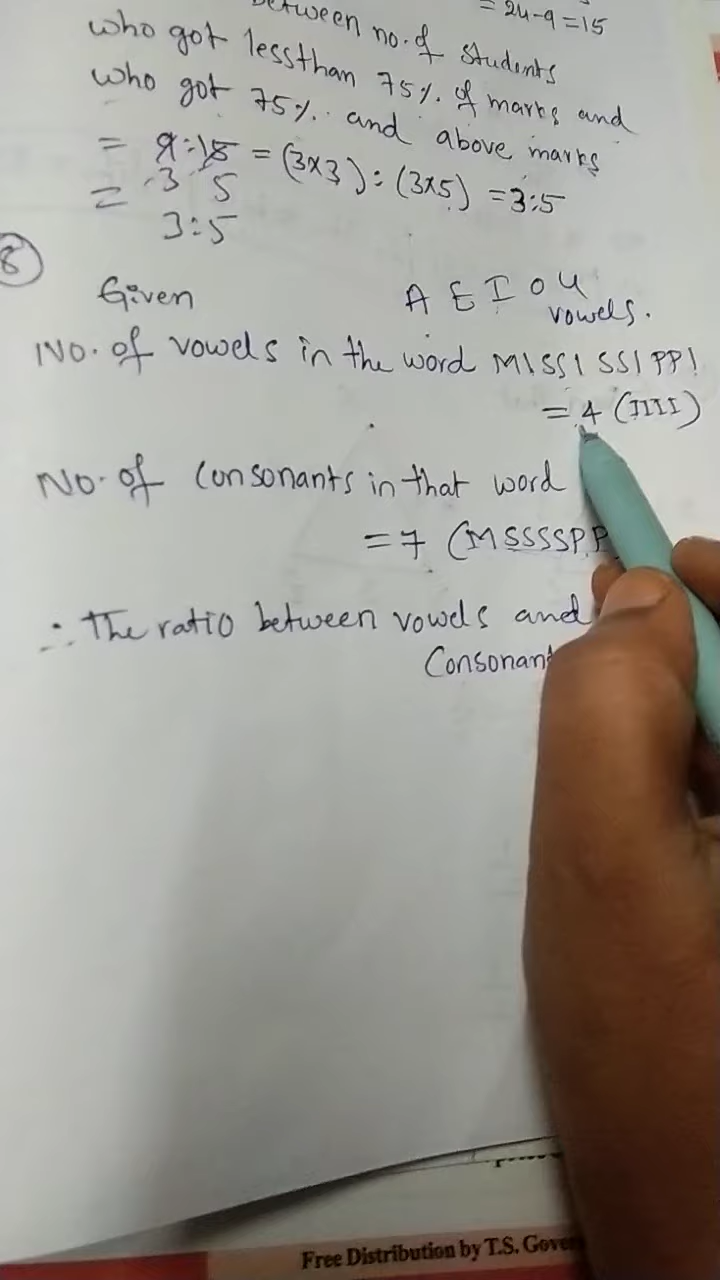 between no. of students = 24-9 = 15
who got lessthan 75%. of marks and
who got 75%. and above marks
= 9:15 = (3x3) : (3x5) = 3:5
= 3 5
3:5
8
Given A E I O U
vowels.
No. of vowels in the word MISSISSIPPI
= 4 (IIII)
No. of consonants in that word
= 7 (MSSSSPP
∴ The ratio between vowels and
Consonant
Free Distribution by T.S. Gover